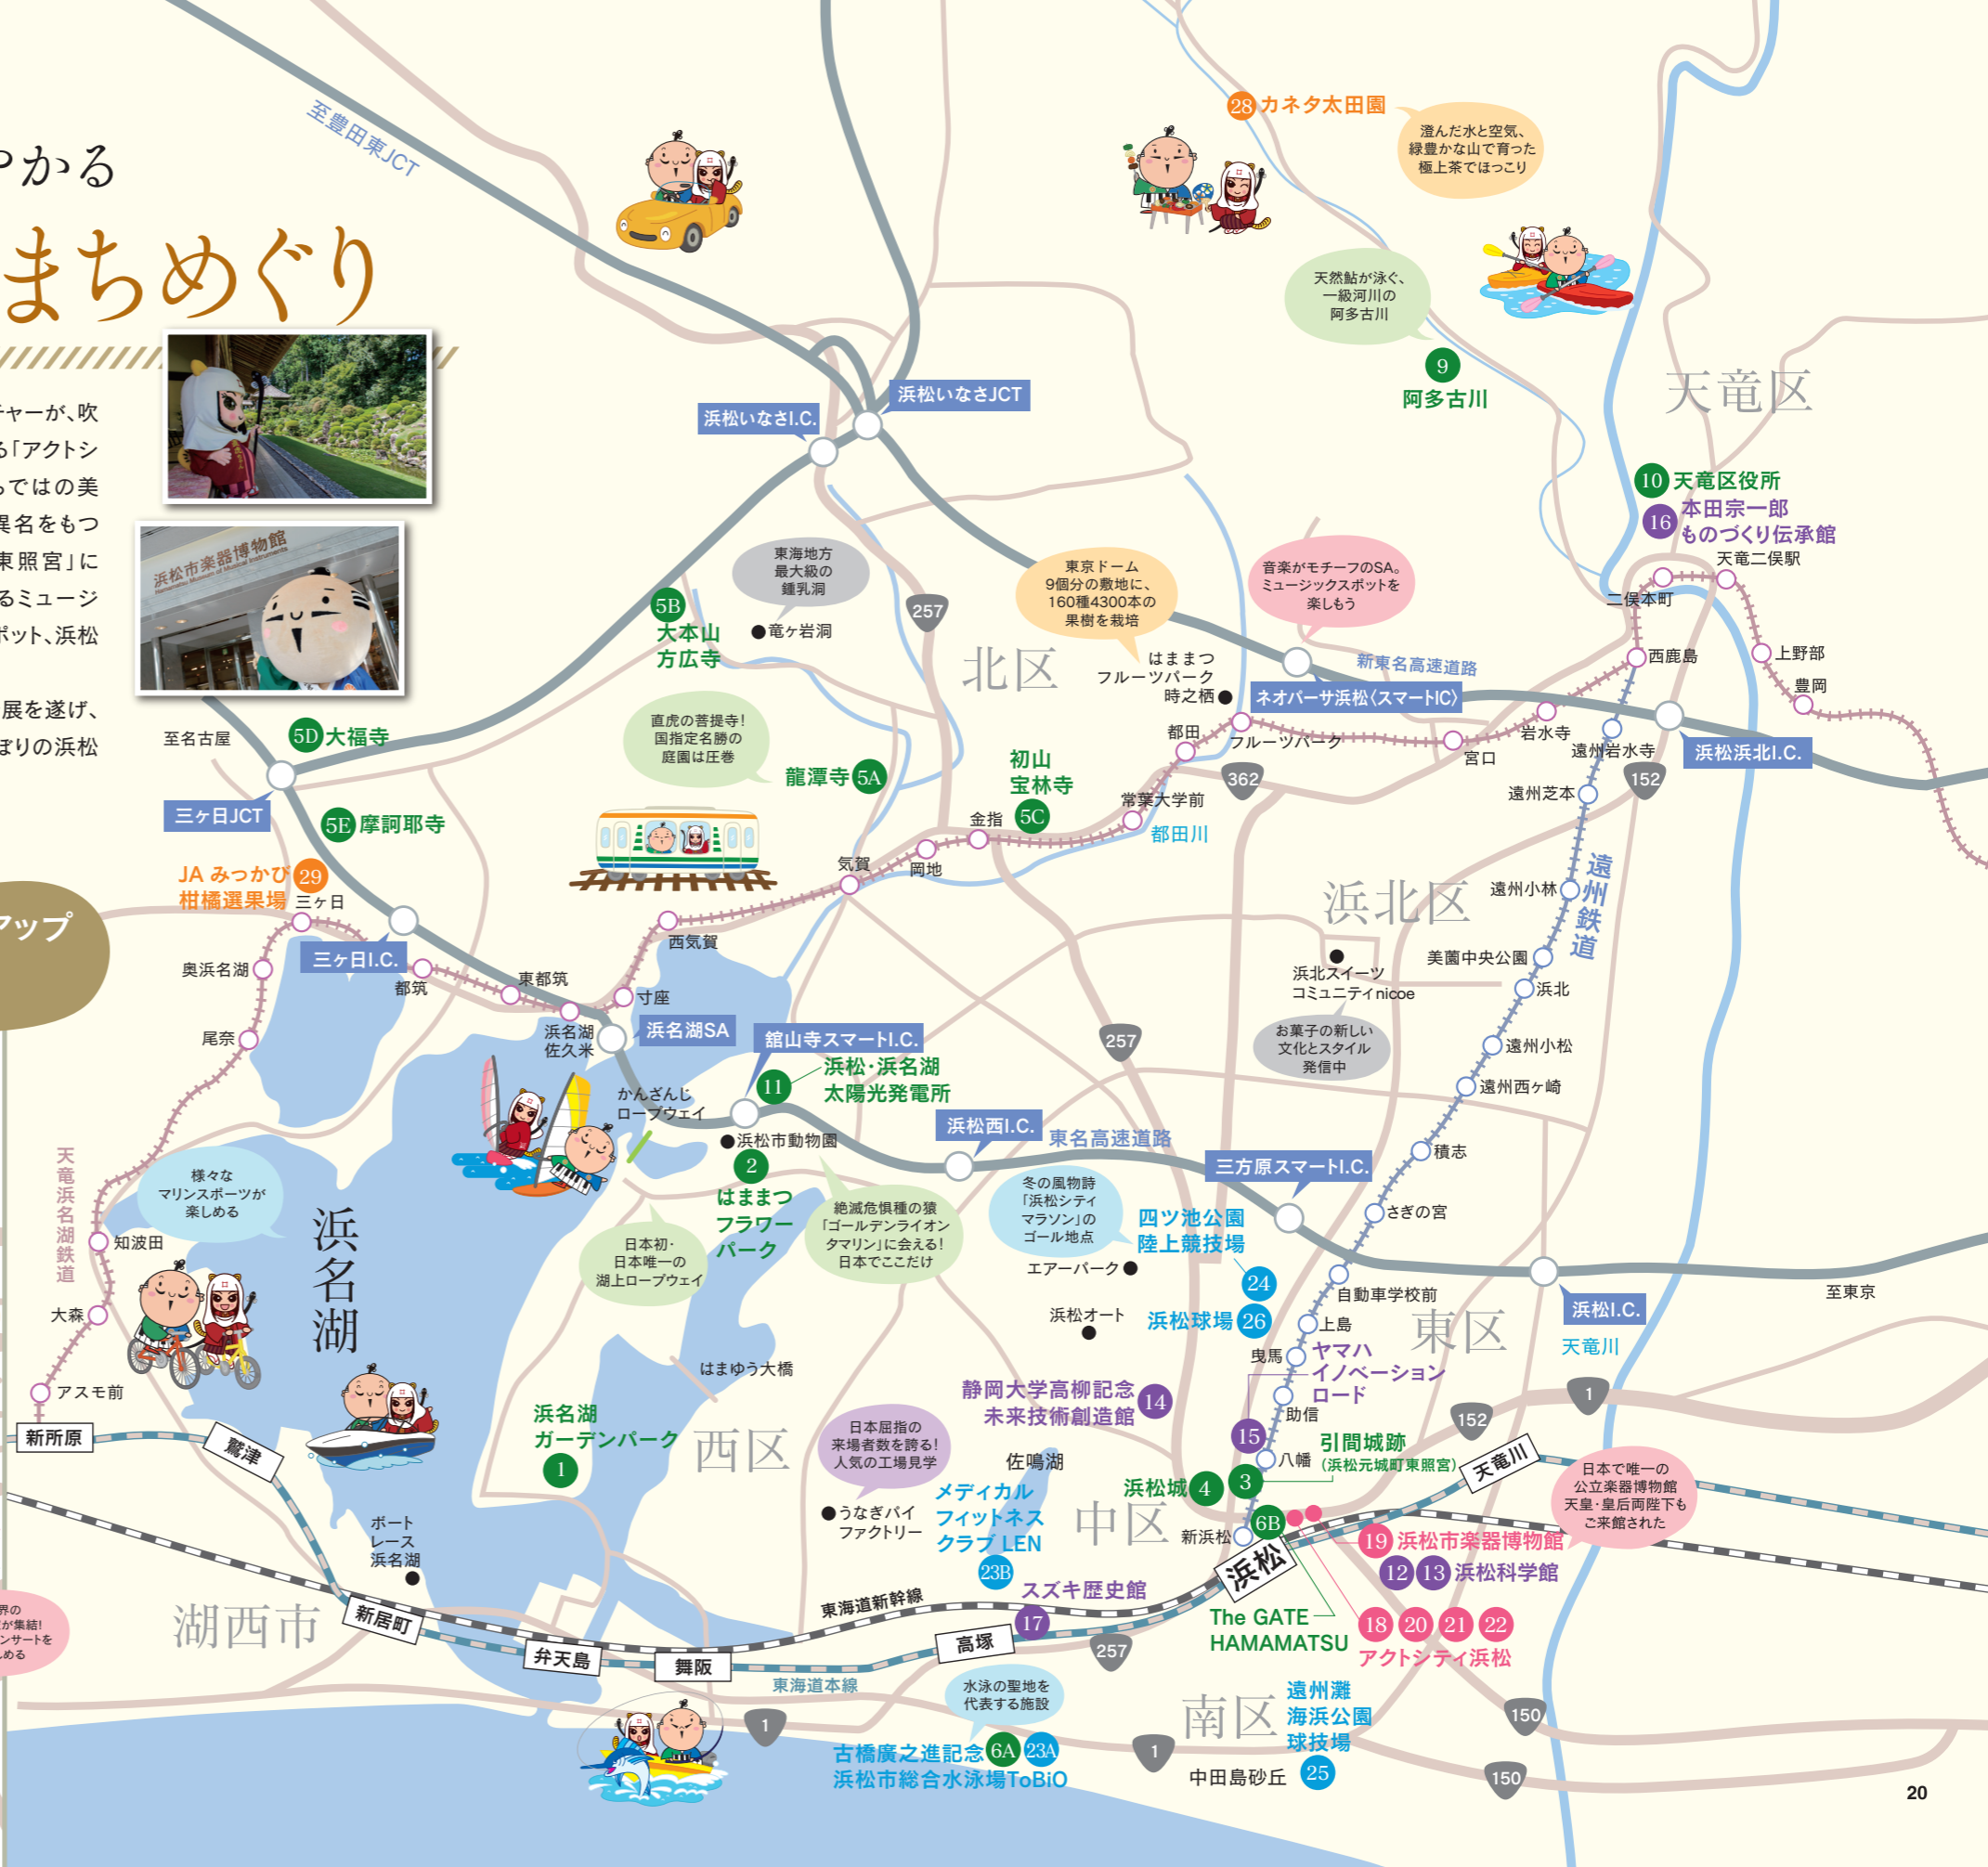 やかる
まちめぐり
チャーが、吹
る「アクトシ
らではの美
異名をもつ
東照宮」に
るミュージ
ポット、浜松
展を遂げ、
ぼりの浜松
アップ
浜松市楽器博物館
Hamamatsu Museum of Musical Instruments
至豊田東JCT
28 カネタ太田園
澄んだ水と空気、
緑豊かな山で育った
極上茶でほっこり
天然鮎が泳ぐ、
一級河川の
阿多古川
9
阿多古川
天竜区
浜松いなさI.C.
浜松いなさJCT
10 天竜区役所
16 本田宗一郎
ものづくり伝承館
天竜二俣駅
二俣本町
西鹿島
上野部
豊岡
東海地方
最大級の
鍾乳洞
竜ヶ岩洞
5B
大本山
方広寺
257
北区
東京ドーム
9個分の敷地に、
160種4300本の
果樹を栽培
はままつ
フルーツパーク
時之栖
音楽がモチーフのSA。
ミュージックスポットを
楽しもう
新東名高速道路
ネオパーサ浜松〈スマートIC〉
岩水寺
遠州岩水寺
浜松浜北I.C.
152
宮口
フルーツパーク
都田
362
常葉大学前
都田川
遠州芝本
至名古屋
5D 大福寺
三ヶ日JCT
5E 摩訶耶寺
直虎の菩提寺!
国指定名勝の
庭園は圧巻
龍潭寺 5A
初山
宝林寺
5C
金指
岡地
気賀
西気賀
JA みっかび
柑橘選果場 29
三ヶ日
三ヶ日I.C.
奥浜名湖
都筑
東都筑
尾奈
浜名湖
佐久米
寸座
浜名湖SA
舘山寺スマートI.C.
11 浜松・浜名湖
太陽光発電所
浜北区
遠州小林
遠州鉄道
美薗中央公園
浜北
浜北スイーツ
コミュニティnicoe
お菓子の新しい
文化とスタイル
発信中
遠州小松
遠州西ヶ崎
積志
さぎの宮
257
かんざんじ
ロープウェイ
浜松市動物園
2
はままつ
フラワー
パーク
浜松西I.C.
東名高速道路
三方原スマートI.C.
絶滅危惧種の猿
「ゴールデンライオン
タマリン」に会える!
日本でここだけ
日本初・
日本唯一の
湖上ロープウェイ
冬の風物詩
「浜松シティ
マラソン」の
ゴール地点
四ツ池公園
陸上競技場
24
エアーパーク
浜松オート
浜松球場 26
自動車学校前
上島
曳馬
東区
浜松I.C.
至東京
天竜川
天竜浜名湖鉄道
様々な
マリンスポーツが
楽しめる
知波田
浜名湖
大森
アスモ前
新所原
鷲津
はまゆう大橋
浜名湖
ガーデンパーク
1
西区
日本屈指の
来場者数を誇る!
人気の工場見学
うなぎパイ
ファクトリー
静岡大学高柳記念
未来技術創造館 14
ヤマハ
イノベーション
ロード
15
助信
八幡
152
1
引間城跡
(浜松元城町東照宮)
3
浜松城 4
佐鳴湖
メディカル
フィットネス
クラブ LEN
23B
中区
新浜松
6B
浜松
天竜川
日本で唯一の
公立楽器博物館
天皇・皇后両陛下も
ご来館された
19 浜松市楽器博物館
12 13 浜松科学館
The GATE
HAMAMATSU
18 20 21 22
アクトシティ浜松
ボート
レース
浜名湖
湖西市
新居町
弁天島
舞阪
東海道新幹線
スズキ歴史館
17
高塚
257
東海道本線
水泳の聖地を
代表する施設
古橋廣之進記念 6A 23A
浜松市総合水泳場ToBiO
1
1
南区
遠州灘
海浜公園
球技場
25
中田島砂丘
150
150
界の
が集結!
ンサートを
める
20